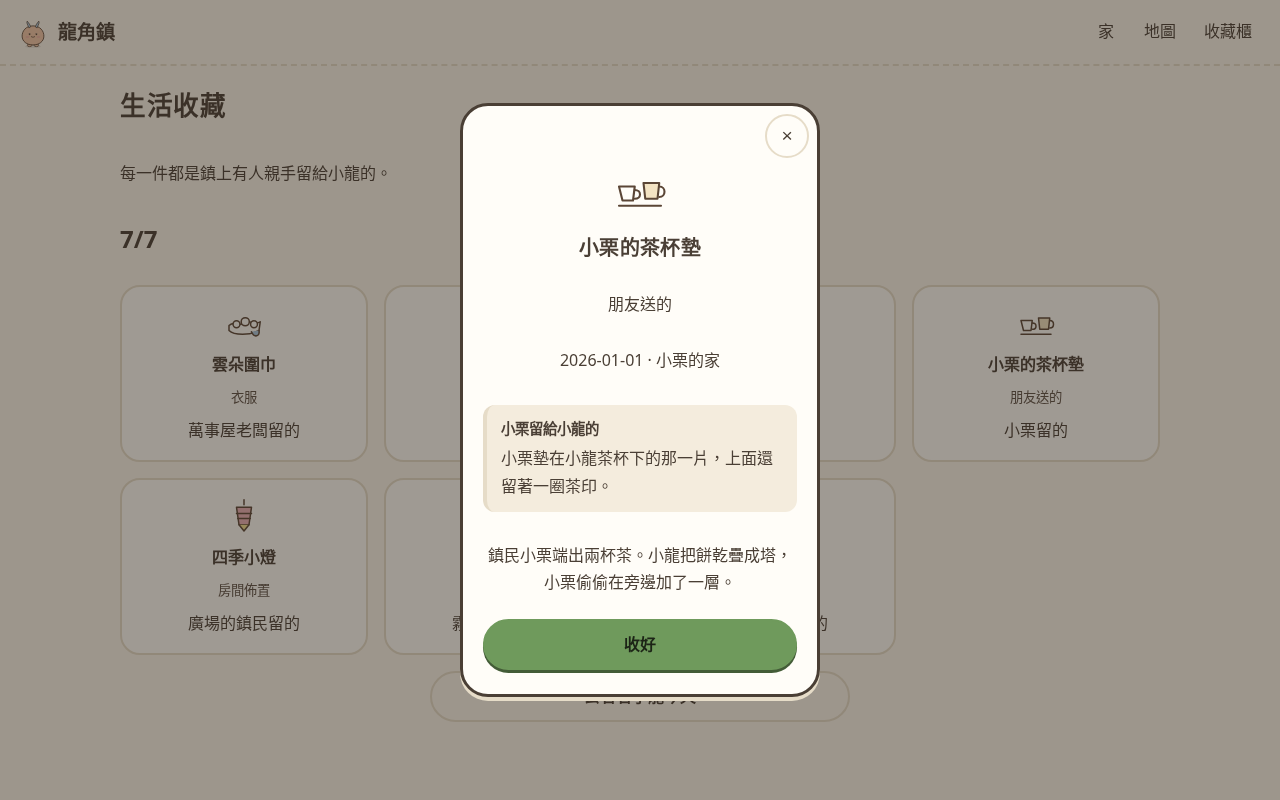 龍角鎮
家
地圖
收藏櫃
生活收藏
每一件都是鎮上有人親手留給小龍的。
7/7
雲朵圍巾
衣服
萬事屋老闆留的
小栗的茶杯墊
朋友送的
小栗留的
四季小燈
房間佈置
廣場的鎮民留的
×
小栗的茶杯墊
朋友送的
2026-01-01 · 小栗的家
小栗留給小龍的
小栗墊在小龍茶杯下的那一片，上面還
留著一圈茶印。
鎮民小栗端出兩杯茶。小龍把餅乾疊成塔，
小栗偷偷在旁邊加了一層。
收好